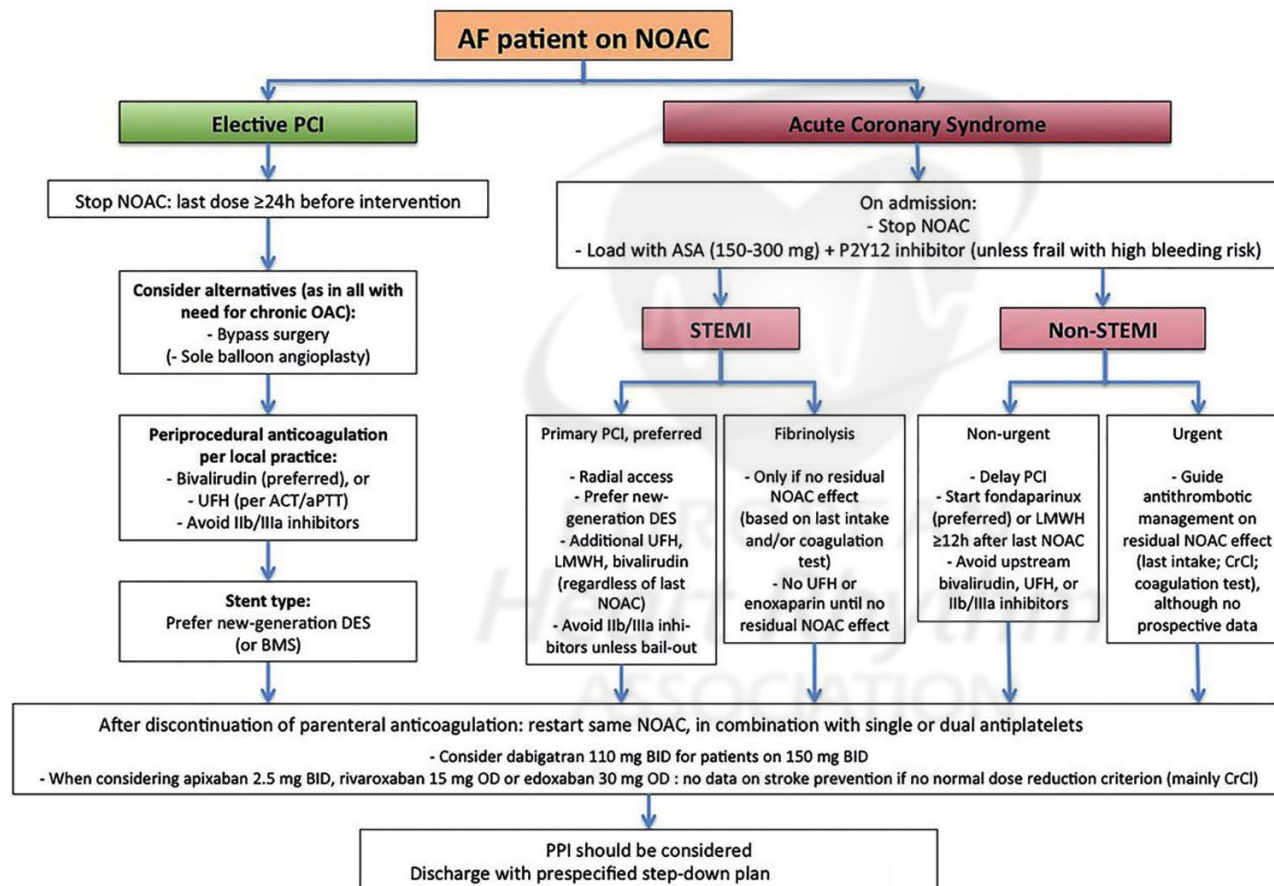 AF patient on NOAC
Elective PCI
Stop NOAC: last dose ≥24h before intervention
Consider alternatives (as in all with
need for chronic OAC):
- Bypass surgery
(- Sole balloon angioplasty)
Periprocedural anticoagulation
per local practice:
- Bivalirudin (preferred), or
- UFH (per ACT/aPTT)
- Avoid IIb/IIIa inhibitors
Stent type:
Prefer new-generation DES
(or BMS)
Acute Coronary Syndrome
On admission:
- Stop NOAC
- Load with ASA (150-300 mg) + P2Y12 inhibitor (unless frail with high bleeding risk)
STEMI
Primary PCI, preferred
- Radial access
- Prefer new-
generation DES
- Additional UFH,
LMWH, bivalirudin
(regardless of last
NOAC)
- Avoid IIb/IIIa inhi-
bitors unless bail-out
Fibrinolysis
- Only if no residual
NOAC effect
(based on last intake
and/or coagulation
test)
- No UFH or
enoxaparin until no
residual NOAC effect
Non-STEMI
Non-urgent
- Delay PCI
- Start fondaparinux
(preferred) or LMWH
≥12h after last NOAC
- Avoid upstream
bivalirudin, UFH, or
IIb/IIIa inhibitors
Urgent
- Guide
antithrombotic
management on
residual NOAC effect
(last intake; CrCl;
coagulation test),
although no
prospective data
After discontinuation of parenteral anticoagulation: restart same NOAC, in combination with single or dual antiplatelets
- Consider dabigatran 110 mg BID for patients on 150 mg BID
- When considering apixaban 2.5 mg BID, rivaroxaban 15 mg OD or edoxaban 30 mg OD : no data on stroke prevention if no normal dose reduction criterion (mainly CrCl)
PPI should be considered
Discharge with prespecified step-down plan
EUROPEAN
Heart Rhythm
ASSOCIATION